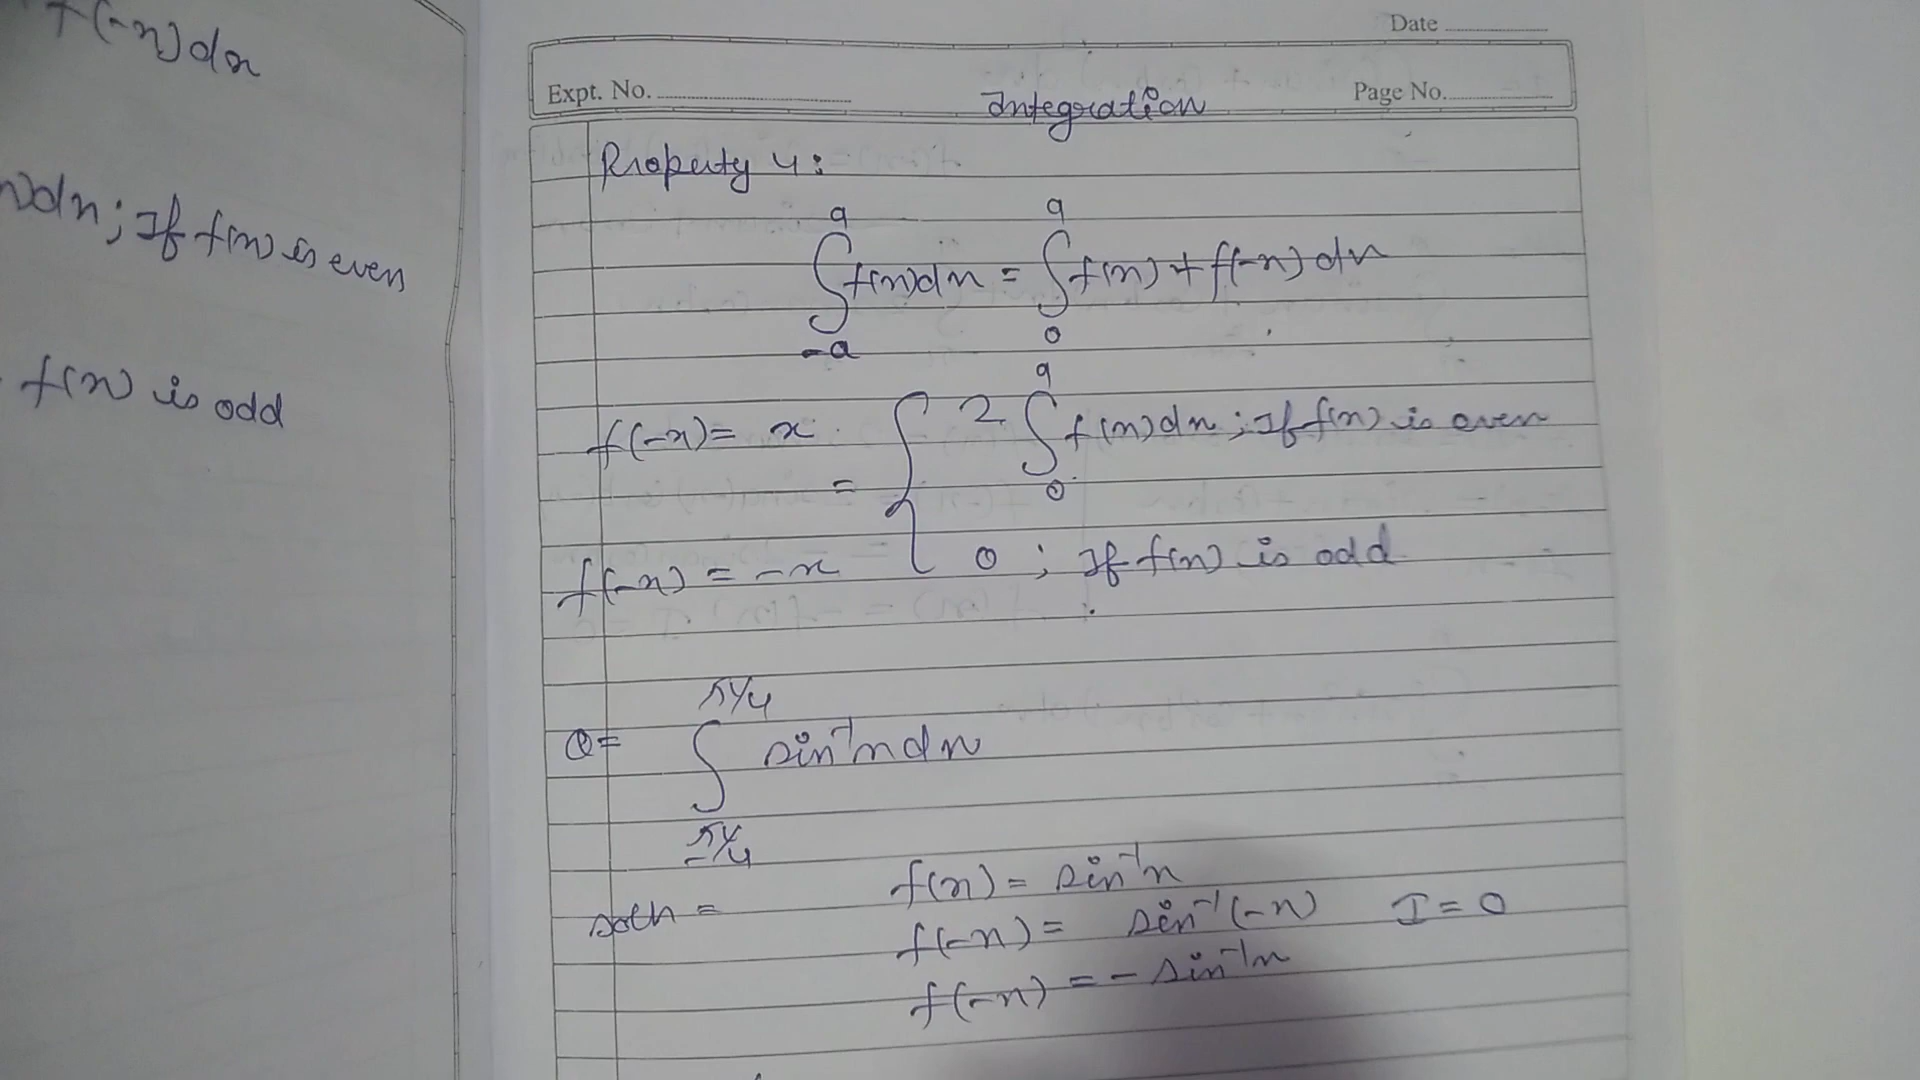 f(-x)dx
x)dx; If f(x) is even
f(x) is odd
Date
Expt. No.
Page No.
Integration
Property 4:
∫_{-a}^{a} f(x)dx = ∫_{0}^{a} f(x) + f(-x) dx
f(-x) = x
= { 2 ∫_{0}^{a} f(x)dx ; If f(x) is even
f(-x) = -x
0 ; If f(x) is odd
Q= ∫_{-π/4}^{π/4} sin⁻¹x dx
soln =
f(x) = sin⁻¹x
f(-x) = sin⁻¹(-x) I = 0
f(-x) = - sin⁻¹x